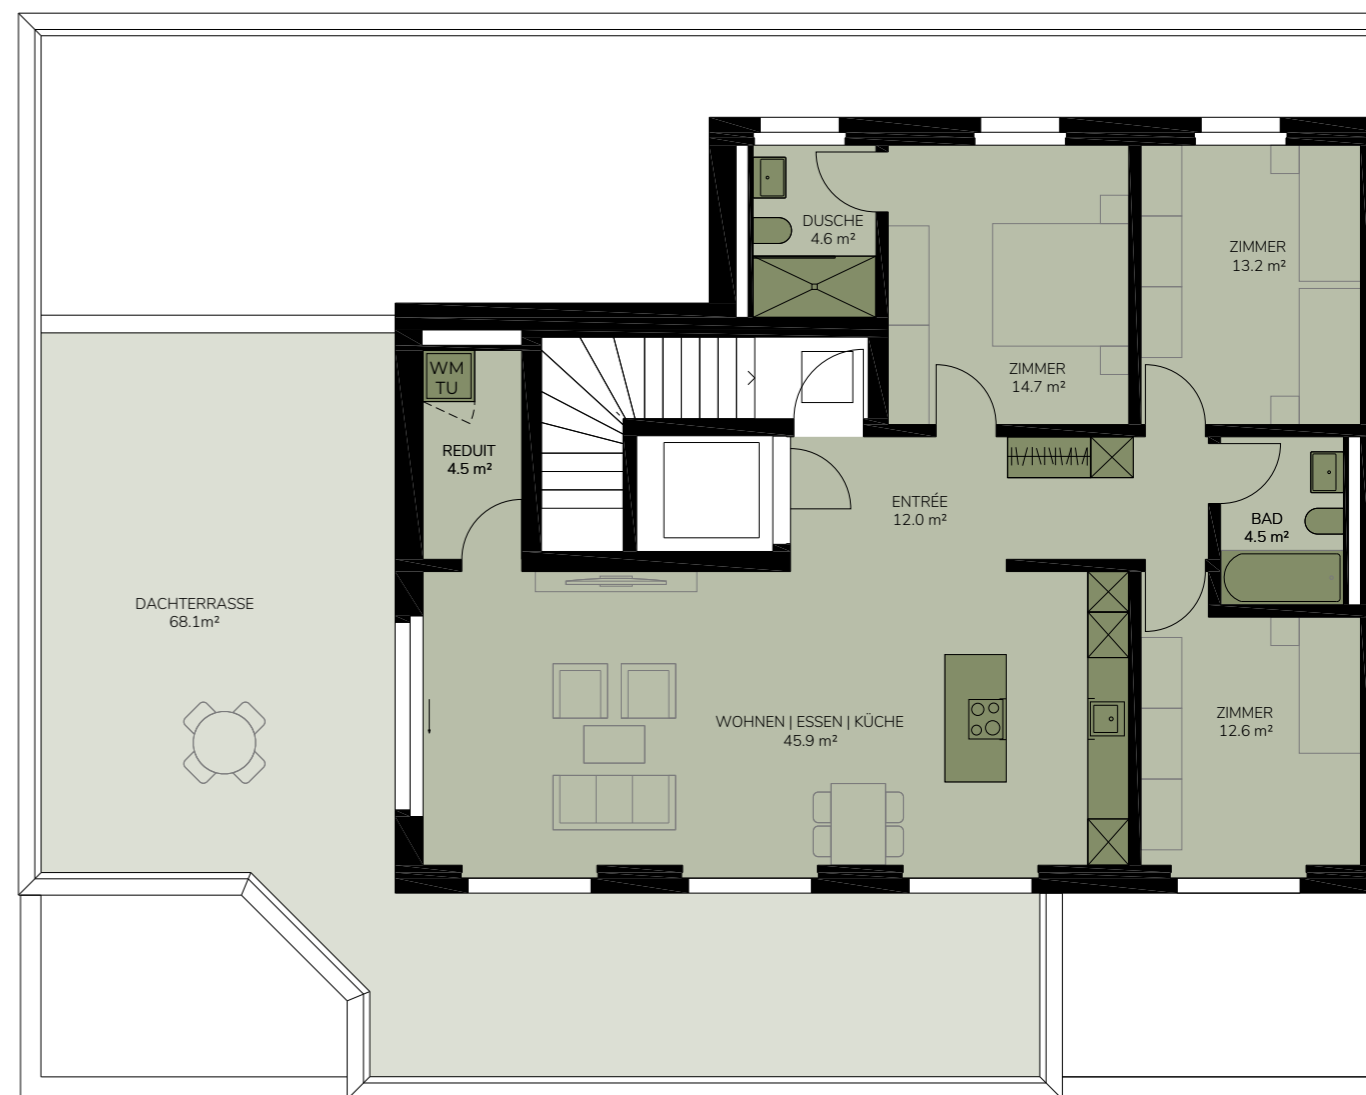 DUSCHE
4.6 m²
ZIMMER
13.2 m²
ZIMMER
14.7 m²
WM
TU
REDUIT
4.5 m²
ENTRÉE
12.0 m²
BAD
4.5 m²
DACHTERRASSE
68.1m²
WOHNEN | ESSEN | KÜCHE
45.9 m²
ZIMMER
12.6 m²